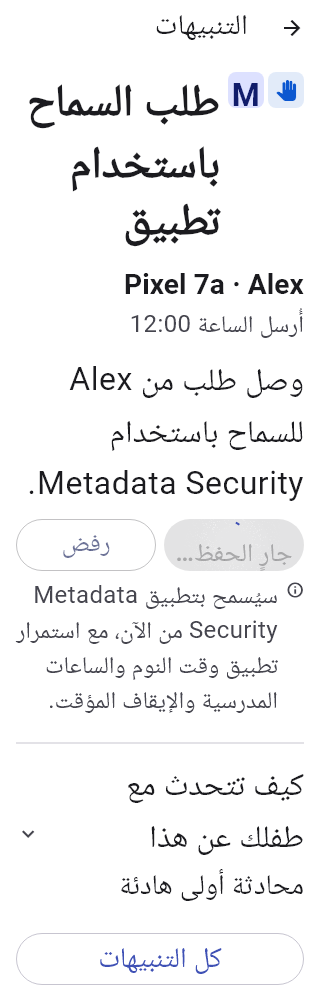 التنبيهات
M
طلب السماح
باستخدام
تطبيق
Pixel 7a · Alex
أُرسل الساعة 12:00
وصل طلب من Alex
للسماح باستخدام
Metadata Security.
جارٍ الحفظ…
رفض
سيُسمح بتطبيق Metadata
Security من الآن، مع استمرار
تطبيق وقت النوم والساعات
المدرسية والإيقاف المؤقت.
كيف تتحدث مع
طفلك عن هذا
محادثة أولى هادئة
كل التنبيهات